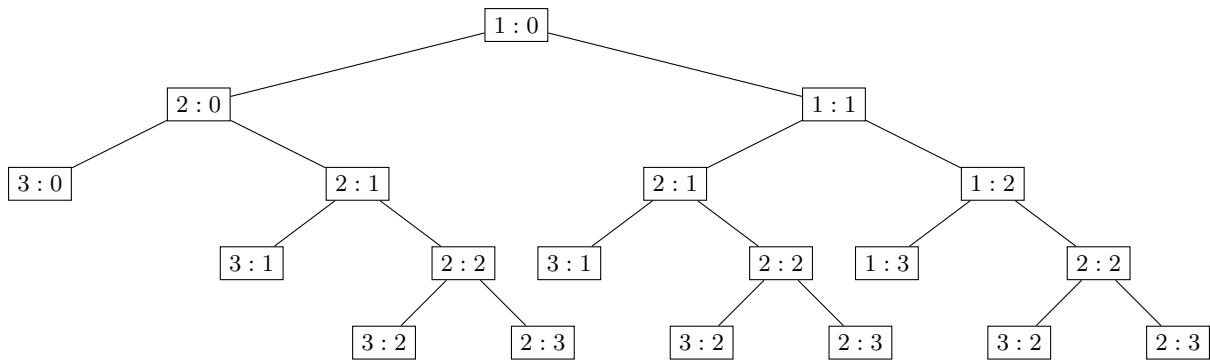 1 : 0
2 : 0 1 : 1
3 : 0 2 : 1 2 : 1 1 : 2
3 : 1 2 : 2 3 : 1 2 : 2 1 : 3 2 : 2
3 : 2 2 : 3 3 : 2 2 : 3 3 : 2 2 : 3